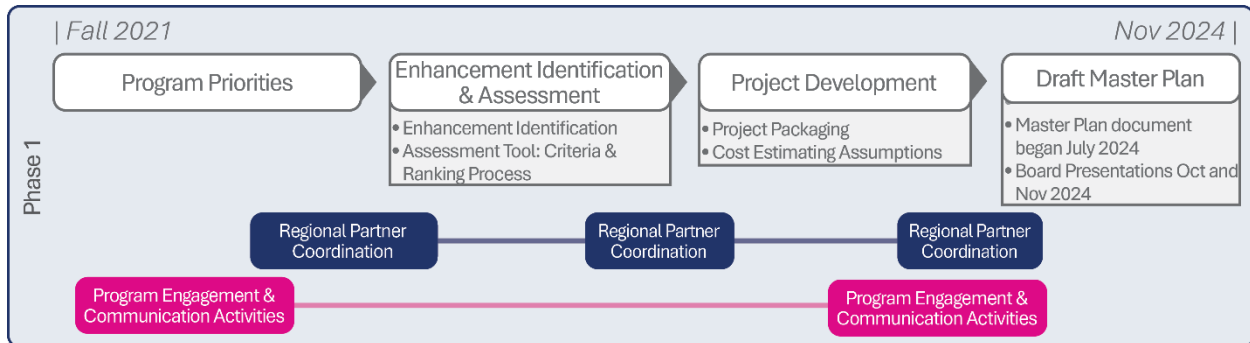 | Fall 2021
Nov 2024 |
Phase 1
Program Priorities
Enhancement Identification
& Assessment
• Enhancement Identification
• Assessment Tool: Criteria &
Ranking Process
Project Development
• Project Packaging
• Cost Estimating Assumptions
Draft Master Plan
• Master Plan document
began July 2024
• Board Presentations Oct and
Nov 2024
Regional Partner
Coordination
Regional Partner
Coordination
Regional Partner
Coordination
Program Engagement &
Communication Activities
Program Engagement &
Communication Activities